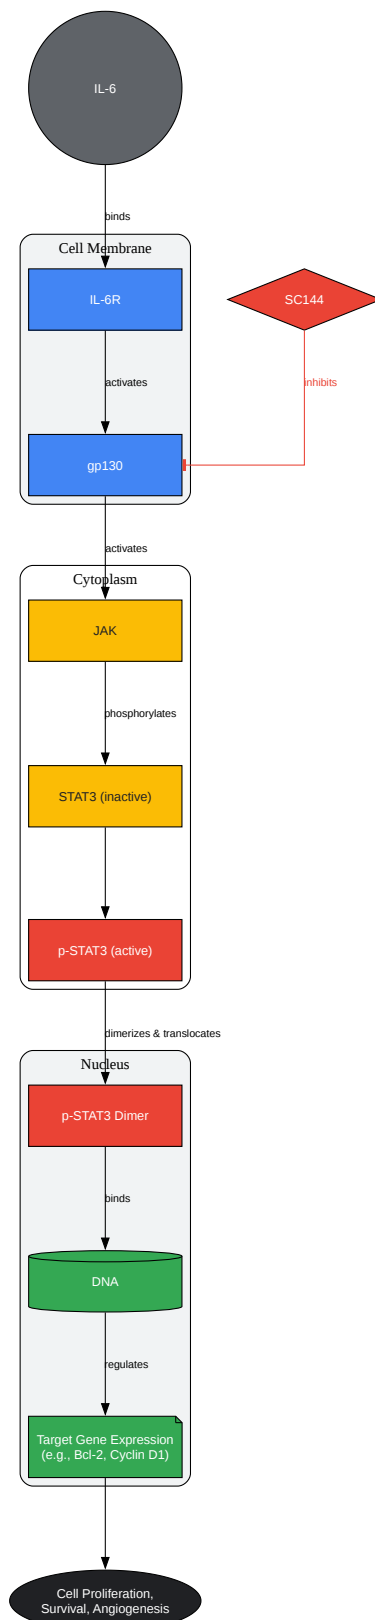 IL-6
binds
Cell Membrane
IL-6R
SC144
activates
inhibits
gp130
activates
Cytoplasm
JAK
phosphorylates
STAT3 (inactive)
p-STAT3 (active)
dimerizes & translocates
Nucleus
p-STAT3 Dimer
binds
DNA
regulates
Target Gene Expression
(e.g., Bcl-2, Cyclin D1)
Cell Proliferation,
Survival, Angiogenesis